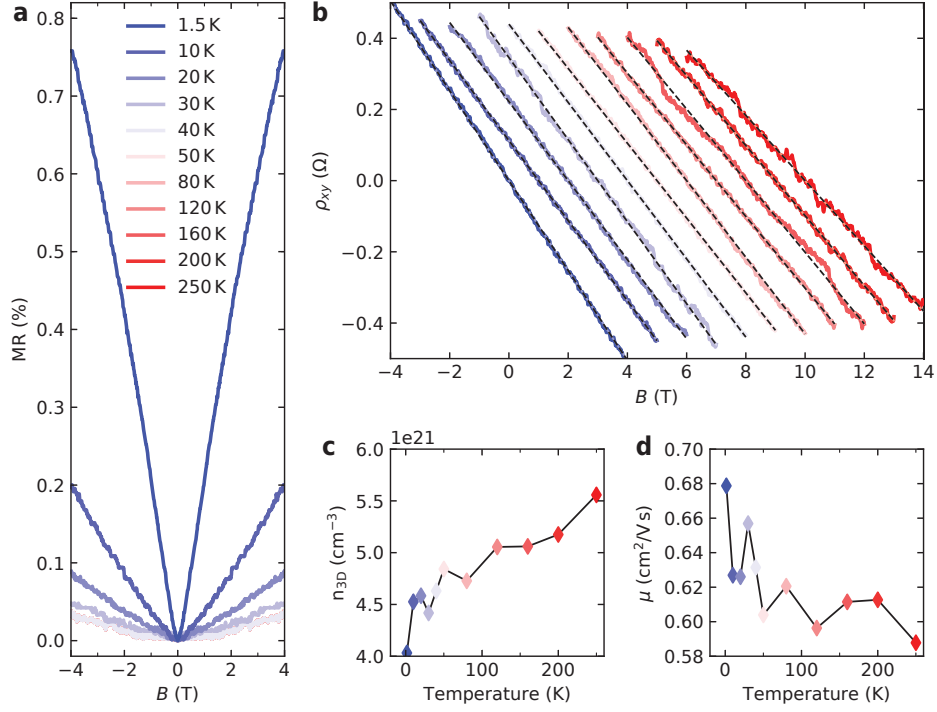 a
MR (%)
0.8
0.7
0.6
0.5
0.4
0.3
0.2
0.1
0.0
1.5 K
10 K
20 K
30 K
40 K
50 K
80 K
120 K
160 K
200 K
250 K
−4 −2 0 2 4
B (T)
b
ρxy (Ω)
0.4
0.2
0.0
−0.2
−0.4
−4 −2 0 2 4 6 8 10 12 14
B (T)
c
1e21
n3D (cm−3)
6.0
5.5
5.0
4.5
4.0
0 100 200
Temperature (K)
d
μ (cm2/V s)
0.70
0.68
0.66
0.64
0.62
0.60
0.58
0 100 200
Temperature (K)